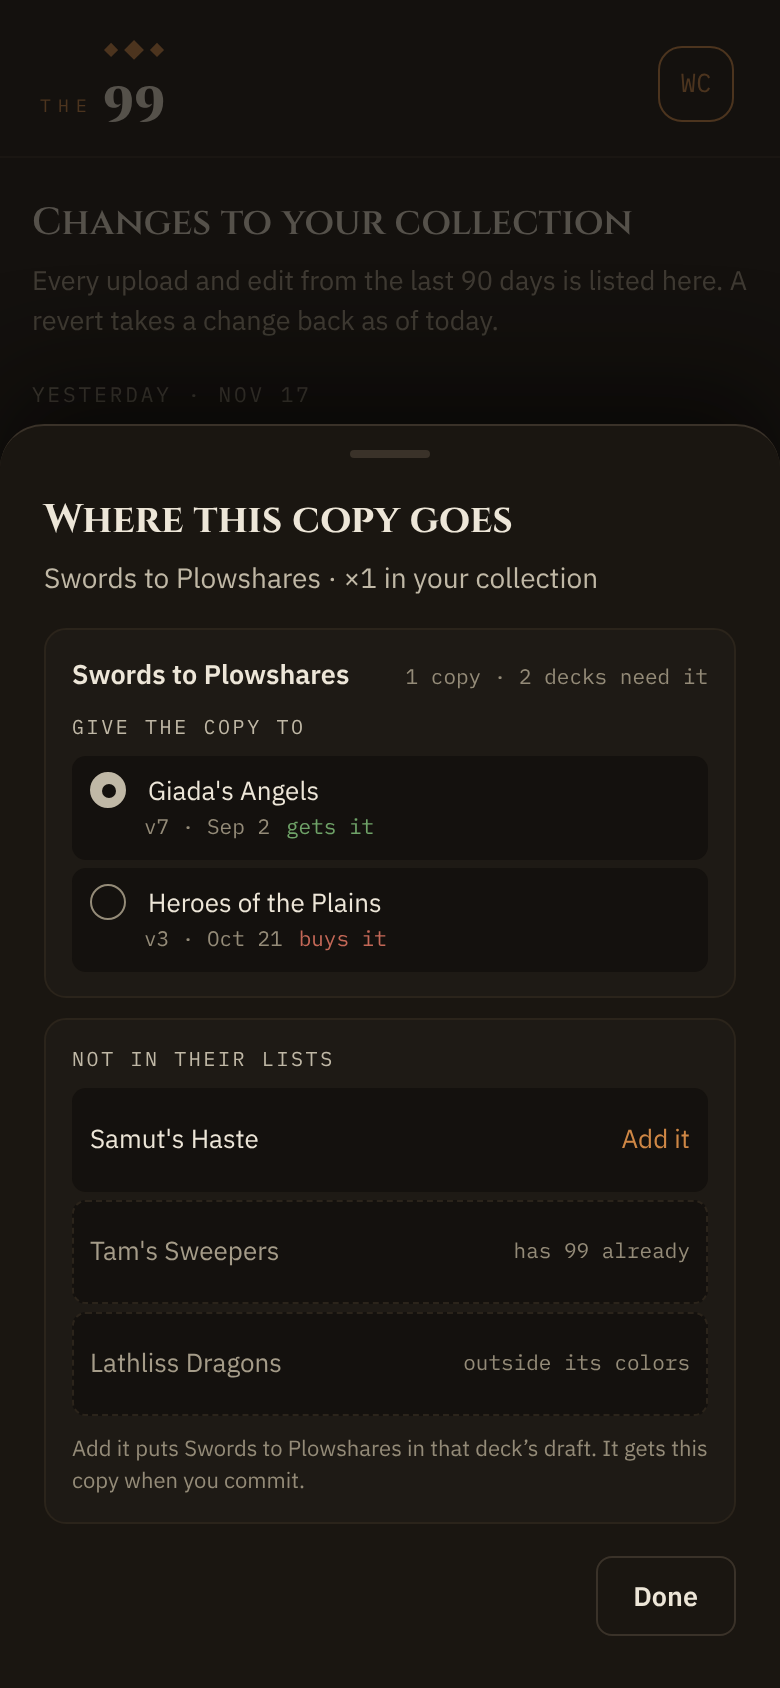 THE 99
WC
Changes to your collection
Every upload and edit from the last 90 days is listed here. A
revert takes a change back as of today.
YESTERDAY · NOV 17
Where this copy goes
Swords to Plowshares · ×1 in your collection
Swords to Plowshares 1 copy · 2 decks need it
GIVE THE COPY TO
Giada's Angels
v7 · Sep 2 gets it
Heroes of the Plains
v3 · Oct 21 buys it
NOT IN THEIR LISTS
Samut's Haste Add it
Tam's Sweepers has 99 already
Lathliss Dragons outside its colors
Add it puts Swords to Plowshares in that deck’s draft. It gets this
copy when you commit.
Done